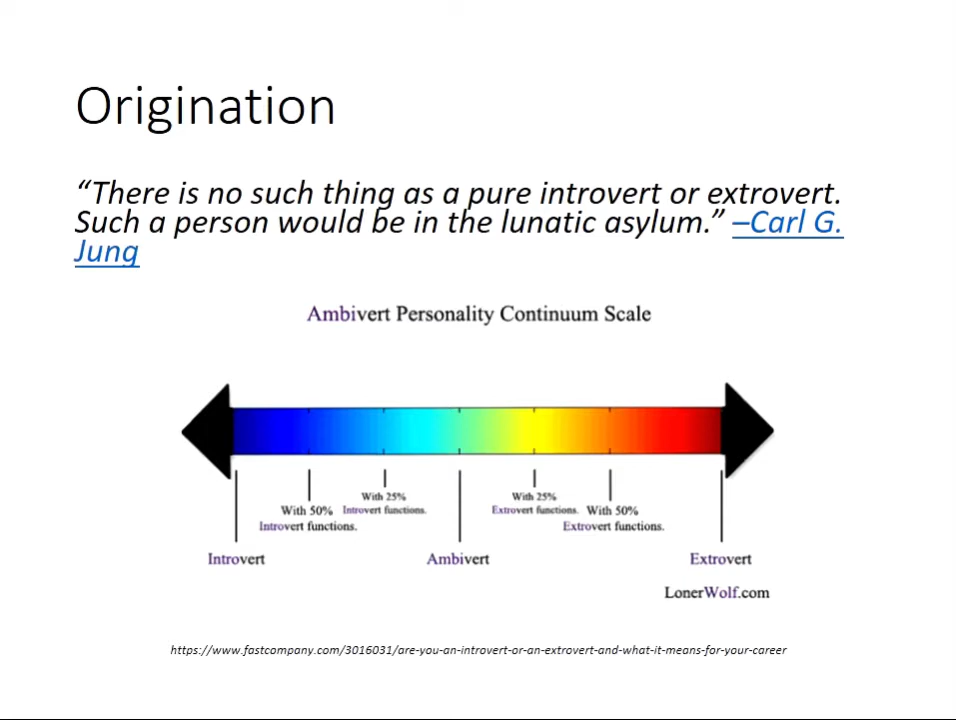 Origination
“There is no such thing as a pure introvert or extrovert.
Such a person would be in the lunatic asylum.” –Carl G.
Jung
Ambivert Personality Continuum Scale
With 25%
Introvert functions.
With 50%
Introvert functions.
With 25%
Extrovert functions.
With 50%
Extrovert functions.
Introvert
Ambivert
Extrovert
LonerWolf.com
https://www.fastcompany.com/3016031/are-you-an-introvert-or-an-extrovert-and-what-it-means-for-your-career